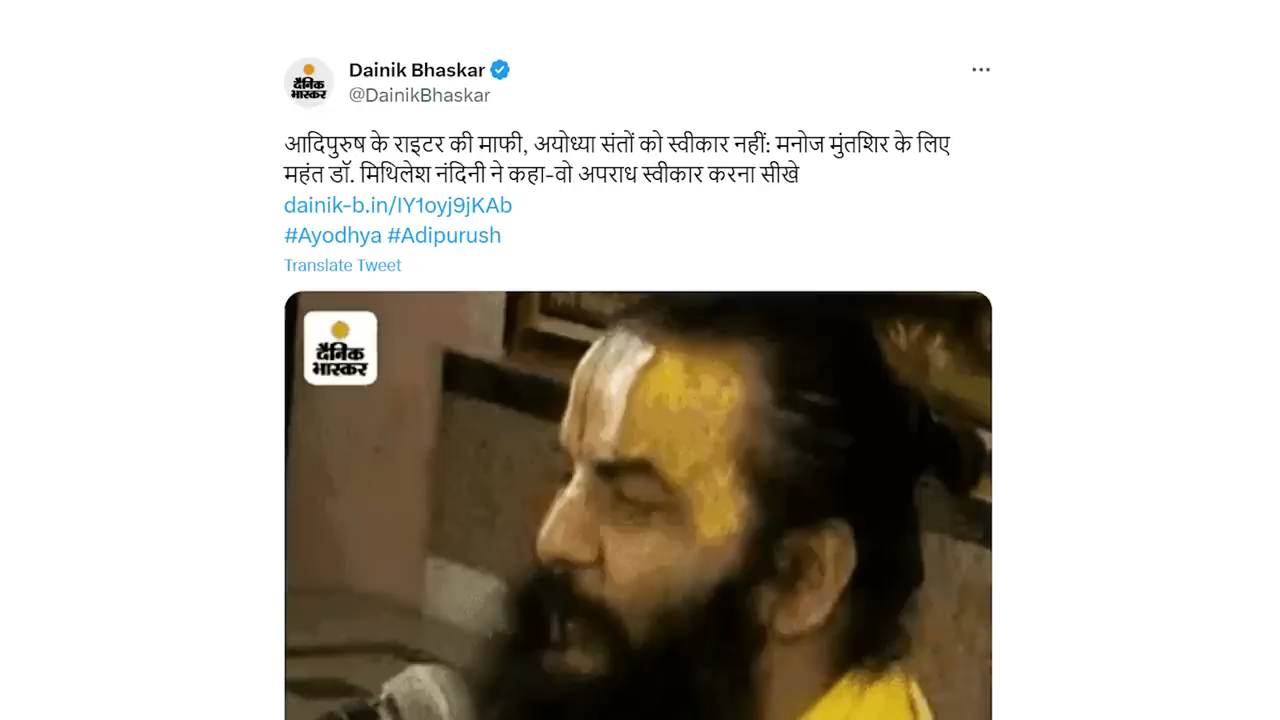 Dainik Bhaskar
@DainikBhaskar
दैनिक
भास्कर
आदिपुरुष के राइटर की माफी, अयोध्या संतों को स्वीकार नहीं: मनोज मुंतशिर के लिए
महंत डॉ. मिथिलेश नंदिनी ने कहा-वो अपराध स्वीकार करना सीखे
dainik-b.in/IY1oyj9jKAb
#Ayodhya #Adipurush
Translate Tweet
दैनिक
भास्कर